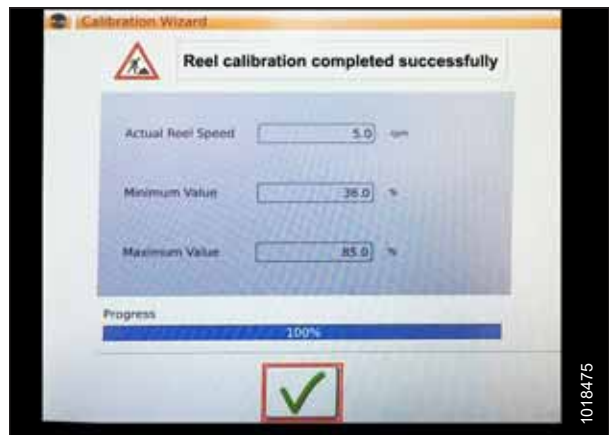 Calibration Wizard
Reel calibration completed successfully
Actual Reel Speed 5.0 rpm
Minimum Value 36.0 %
Maximum Value 85.0 %
Progress
100%
1018475